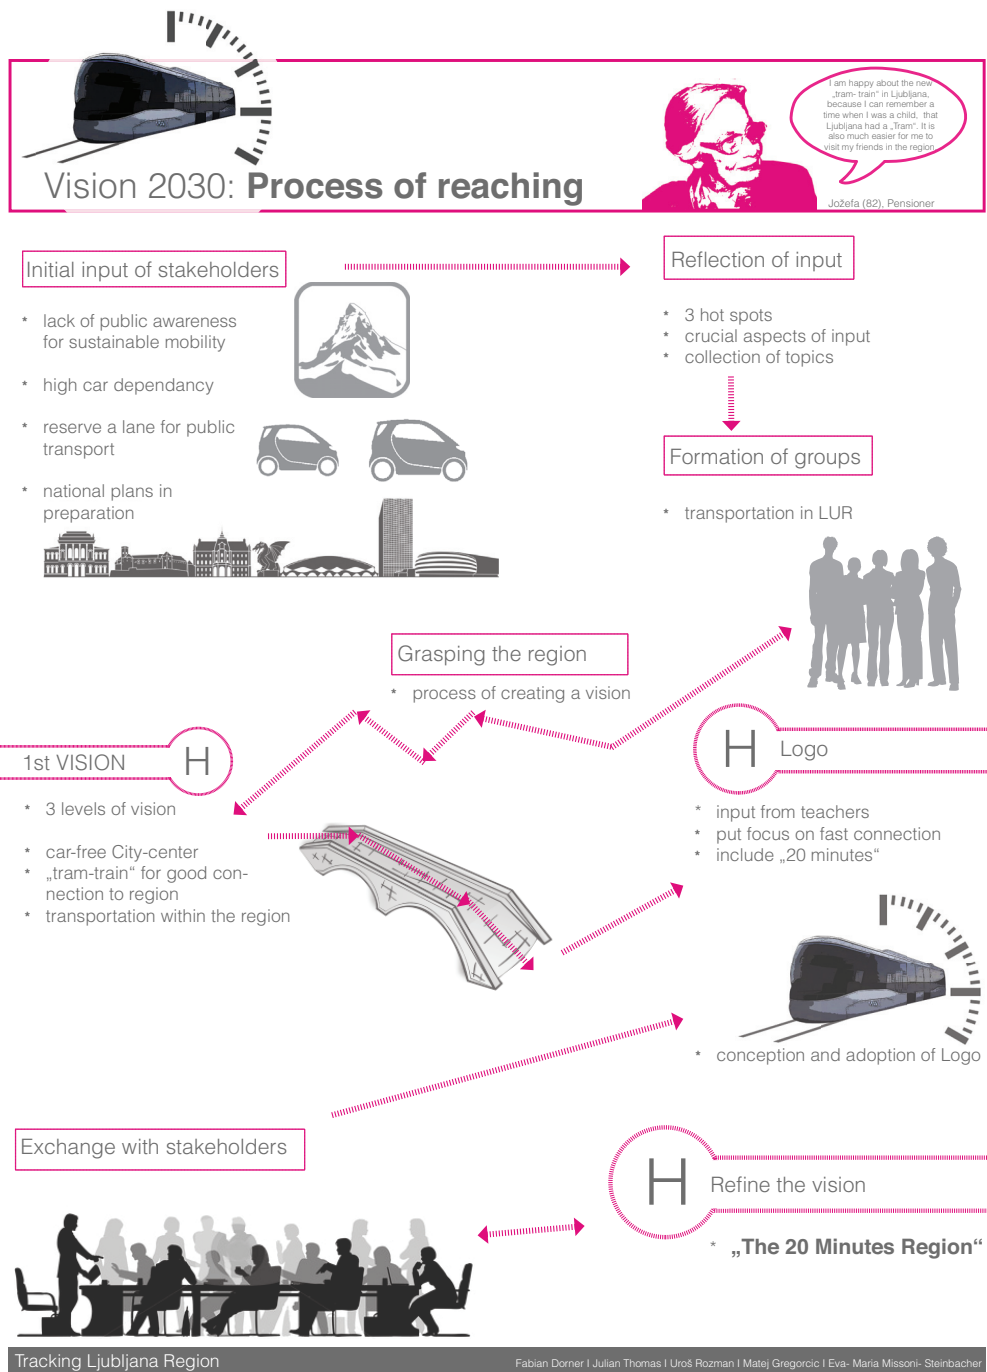 I am happy about the new
„tram- train“ in Ljubljana,
because I can remember a
time when I was a child, that
Ljubljana had a „Tram“. It is
also much easier for me to
visit my friends in the region.
Vision 2030: Process of reaching
Jožefa (82), Pensioner
Initial input of stakeholders
* lack of public awareness
for sustainable mobility
* high car dependancy
* reserve a lane for public
transport
* national plans in
preparation
Reflection of input
* 3 hot spots
* crucial aspects of input
* collection of topics
Formation of groups
* transportation in LUR
Grasping the region
* process of creating a vision
1st VISION
H
* 3 levels of vision
* car-free City-center
* „tram-train“ for good con-
nection to region
* transportation within the region
H
Logo
* input from teachers
* put focus on fast connection
* include „20 minutes“
* conception and adoption of Logo
Exchange with stakeholders
H
Refine the vision
* „The 20 Minutes Region“
Tracking Ljubljana Region
Fabian Dorner I Julian Thomas I Uroš Rozman I Matej Gregorcic I Eva- Maria Missoni- Steinbacher